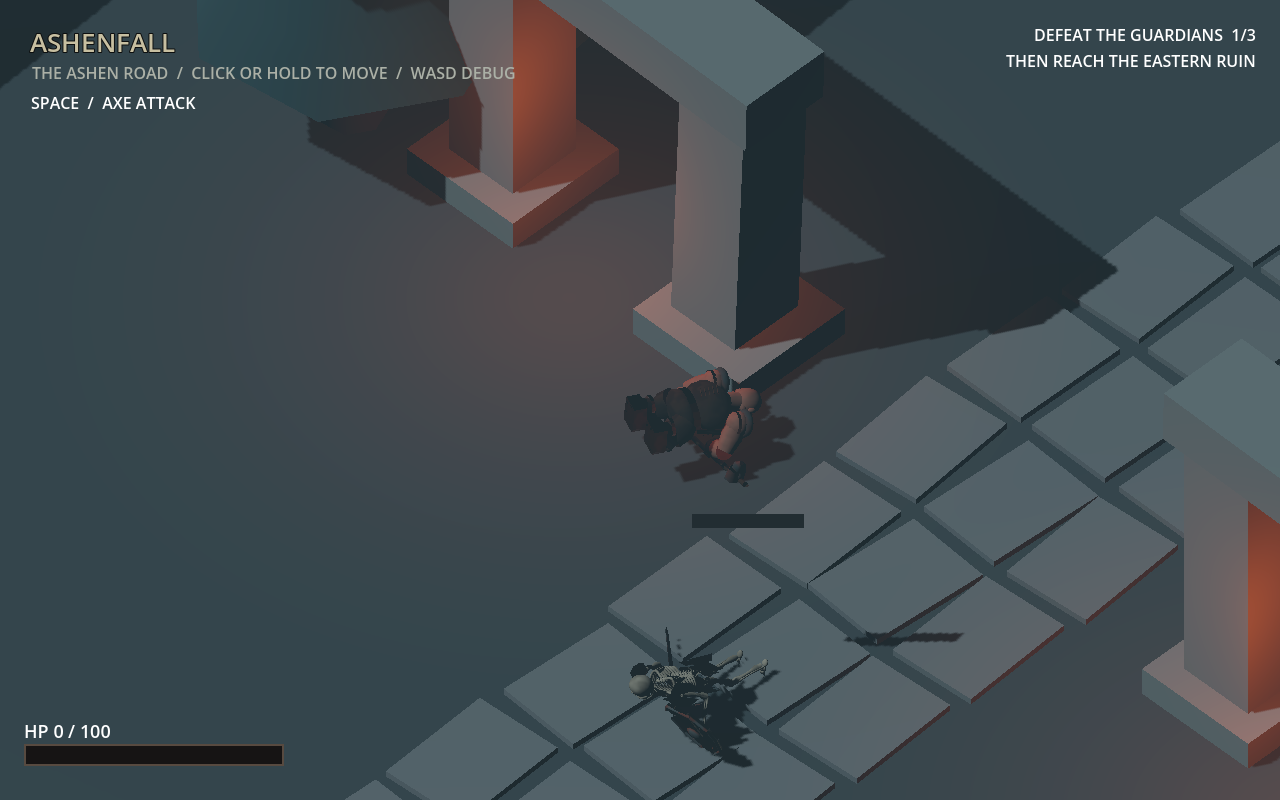 ASHENFALL
THE ASHEN ROAD / CLICK OR HOLD TO MOVE / WASD DEBUG
SPACE / AXE ATTACK
DEFEAT THE GUARDIANS 1/3
THEN REACH THE EASTERN RUIN
HP 0 / 100